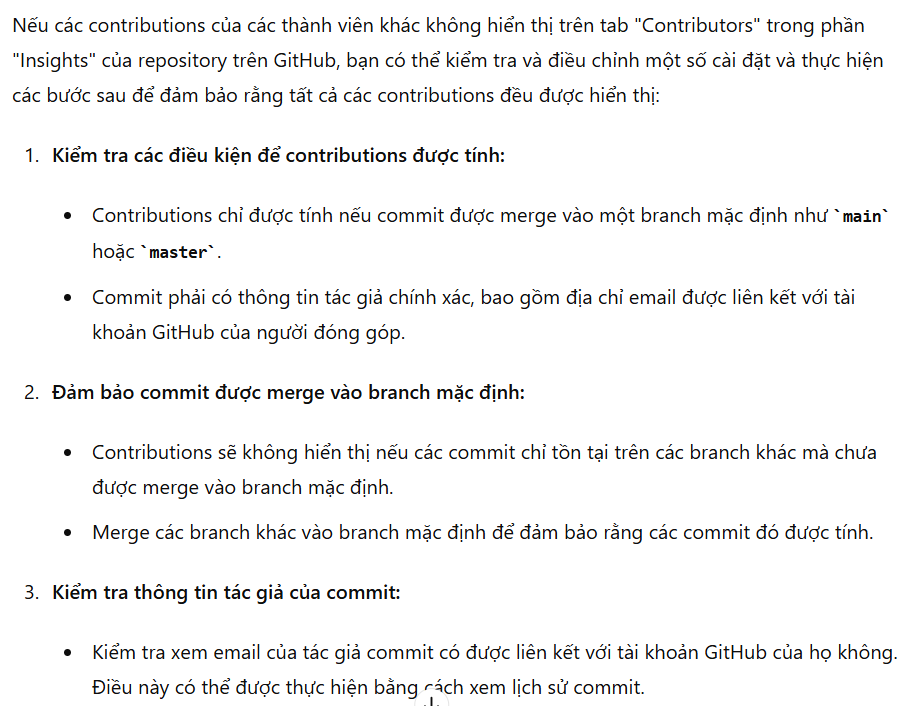 Nếu các contributions của các thành viên khác không hiển thị trên tab "Contributors" trong phần
"Insights" của repository trên GitHub, bạn có thể kiểm tra và điều chỉnh một số cài đặt và thực hiện
các bước sau để đảm bảo rằng tất cả các contributions đều được hiển thị:
1. Kiểm tra các điều kiện để contributions được tính:
• Contributions chỉ được tính nếu commit được merge vào một branch mặc định như `main`
hoặc `master`.
• Commit phải có thông tin tác giả chính xác, bao gồm địa chỉ email được liên kết với tài
khoản GitHub của người đóng góp.
2. Đảm bảo commit được merge vào branch mặc định:
• Contributions sẽ không hiển thị nếu các commit chỉ tồn tại trên các branch khác mà chưa
được merge vào branch mặc định.
• Merge các branch khác vào branch mặc định để đảm bảo rằng các commit đó được tính.
3. Kiểm tra thông tin tác giả của commit:
• Kiểm tra xem email của tác giả commit có được liên kết với tài khoản GitHub của họ không.
Điều này có thể được thực hiện bằng cách xem lịch sử commit.